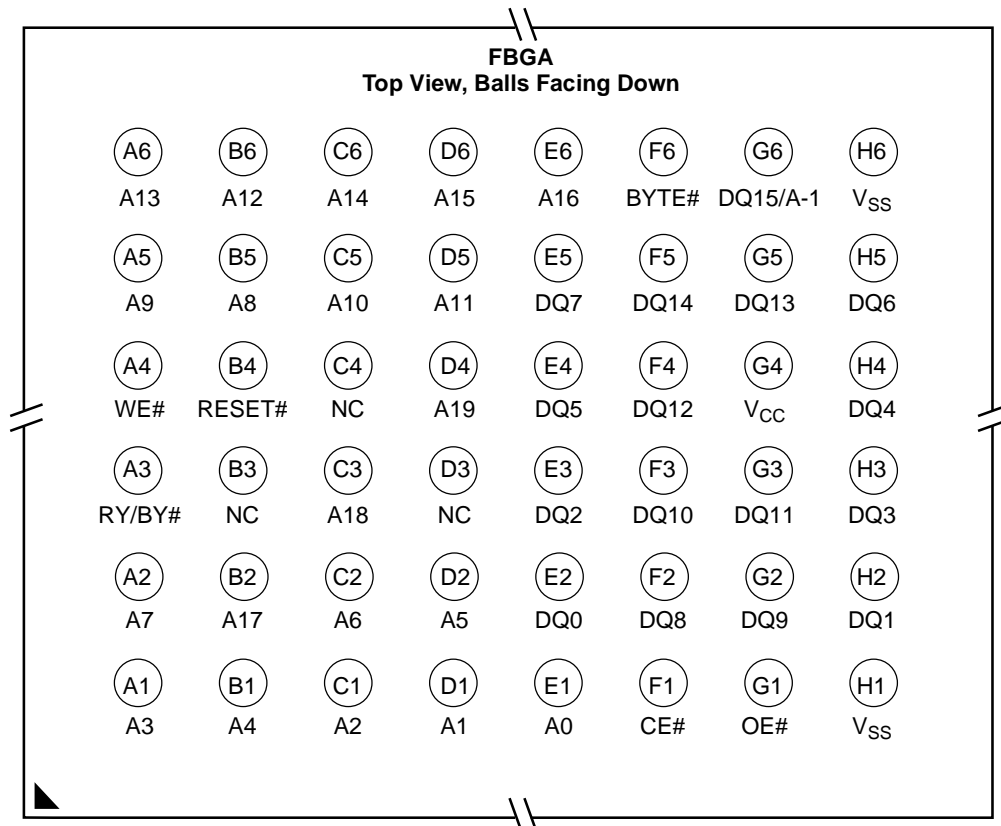 FBGA
Top View, Balls Facing Down
A6 B6 C6 D6 E6 F6 G6 H6
A13 A12 A14 A15 A16 BYTE# DQ15/A-1 VSS
A5 B5 C5 D5 E5 F5 G5 H5
A9 A8 A10 A11 DQ7 DQ14 DQ13 DQ6
A4 B4 C4 D4 E4 F4 G4 H4
WE# RESET# NC A19 DQ5 DQ12 VCC DQ4
A3 B3 C3 D3 E3 F3 G3 H3
RY/BY# NC A18 NC DQ2 DQ10 DQ11 DQ3
A2 B2 C2 D2 E2 F2 G2 H2
A7 A17 A6 A5 DQ0 DQ8 DQ9 DQ1
A1 B1 C1 D1 E1 F1 G1 H1
A3 A4 A2 A1 A0 CE# OE# VSS